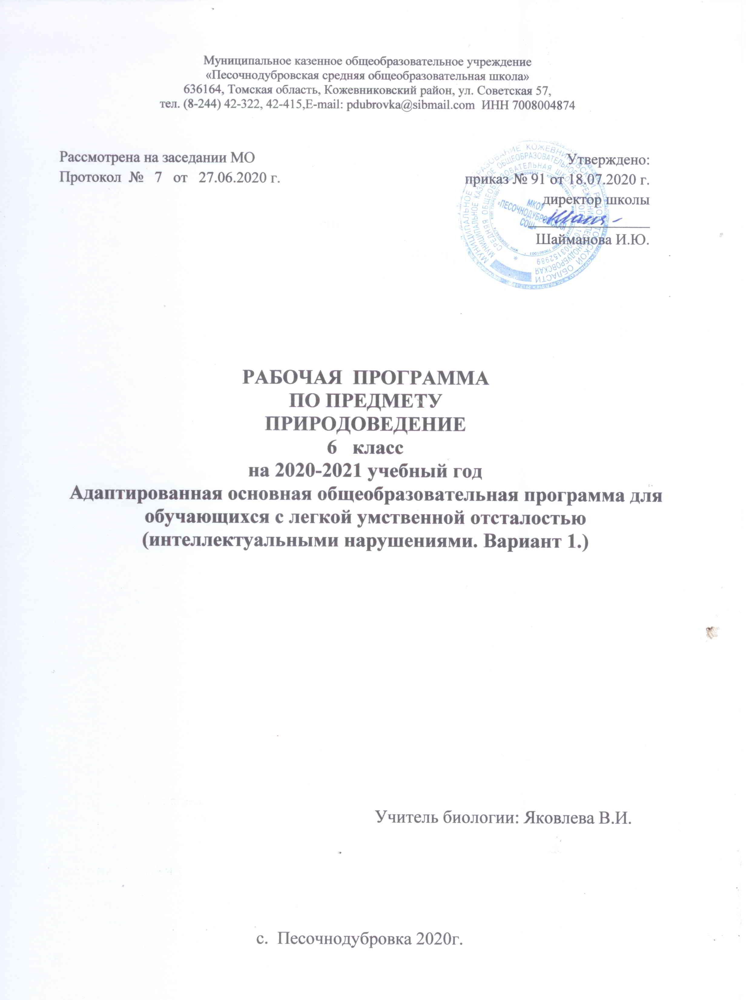 Муниципальное казенное общеобразовательное учреждение
«Песочнодубровская средняя общеобразовательная школа»
636164, Томская область, Кожевниковский район, ул. Советская 57,
тел. (8-244) 42-322, 42-415,E-mail: pdubrovka@sibmail.com ИНН 7008004874
Рассмотрена на заседании МО
Протокол № 7 от 27.06.2020 г.
Утверждено:
приказ № 91 от 18.07.2020 г.
директор школы
Шайманова И.Ю.
МКОУ
«ПЕСОЧНОДУБРОВСКАЯ
СОШ»
РАБОЧАЯ ПРОГРАММА
ПО ПРЕДМЕТУ
ПРИРОДОВЕДЕНИЕ
6 класс
на 2020-2021 учебный год
Адаптированная основная общеобразовательная программа для
обучающихся с легкой умственной отсталостью
(интеллектуальными нарушениями. Вариант 1.)
Учитель биологии: Яковлева В.И.
с. Песочнодубровка 2020г.